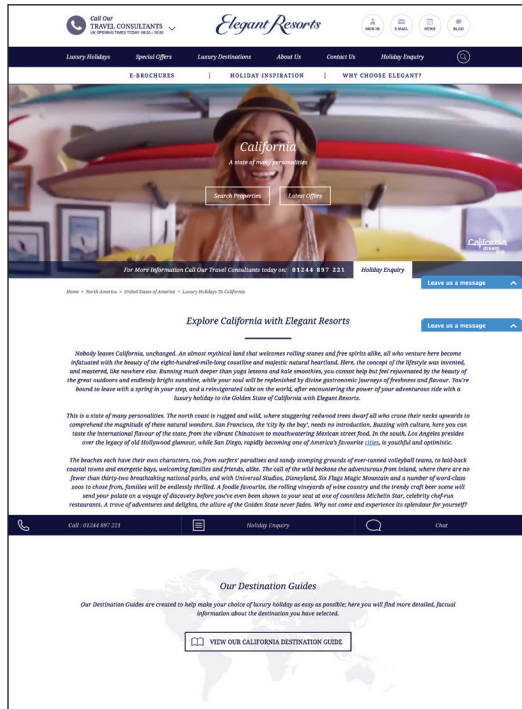 Call Our
TRAVEL CONSULTANTS
UK OPENING TIMES TODAY: 08:30 - 18:00
Elegant Resorts
SIGN IN
E-MAIL
NEWS
BLOG
Luxury Holidays
Special Offers
Luxury Destinations
About Us
Contact Us
Holiday Enquiry
E-BROCHURES | HOLIDAY INSPIRATION | WHY CHOOSE ELEGANT?
California
A state of many personalities
Search Properties
Latest Offers
California
dream
big
For More Information Call Our Travel Consultants today on: 01244 897 221
Holiday Enquiry
Leave us a message
Home > North America > United States of America > Luxury Holidays To California
Explore California with Elegant Resorts
Leave us a message
Nobody leaves California, unchanged. An almost mythical land that welcomes rolling stones and free spirits alike, all who venture here become
infatuated with the beauty of the eight-hundred-mile-long coastline and majestic natural heartland. Here, the concept of the lifestyle was invented,
and mastered, like nowhere else. Running much deeper than yoga lessons and kale smoothies, you cannot help but feel rejuvenated by the beauty of
the great outdoors and endlessly bright sunshine, while your soul will be replenished by divine gastronomic journeys of freshness and flavour. You're
bound to leave with a spring in your step, and a reinvigorated take on the world, after encountering the power of your adventurous side with a
luxury holiday to the Golden State of California with Elegant Resorts.
This is a state of many personalities. The north coast is rugged and wild, where staggering redwood trees dwarf all who crane their necks upwards to
comprehend the magnitude of these natural wonders. San Francisco, the 'city by the bay', needs no introduction. Buzzing with culture, here you can
taste the international flavour of the state, from the vibrant Chinatown to mouthwatering Mexican street food. In the south, Los Angeles presides
over the legacy of old Hollywood glamour, while San Diego, rapidly becoming one of America's favourite cities, is youthful and optimistic.
The beaches each have their own characters, too, from surfers' paradises and sandy stomping grounds of ever-tanned volleyball teams, to laid-back
coastal towns and energetic bays, welcoming families and friends, alike. The call of the wild beckons the adventurous from inland, where there are no
fewer than thirty-two breathtaking national parks, and with Universal Studios, Disneyland, Six Flags Magic Mountain and a number of word-class
zoos to chose from, families will be endlessly thrilled. A foodie favourite, the rolling vineyards of wine country and the trendy craft beer scene will
send your palate on a voyage of discovery before you've even been shown to your seat at one of countless Michelin Star, celebrity chef-run
restaurants. A trove of adventures and delights, the allure of the Golden State never fades. Why not come and experience its splendour for yourself?
Call : 01244 897 221
Holiday Enquiry
Chat
Our Destination Guides
Our Destination Guides are created to help make your choice of luxury holiday as easy as possible; here you will find more detailed, factual
information about the destination you have selected.
VIEW OUR CALIFORNIA DESTINATION GUIDE